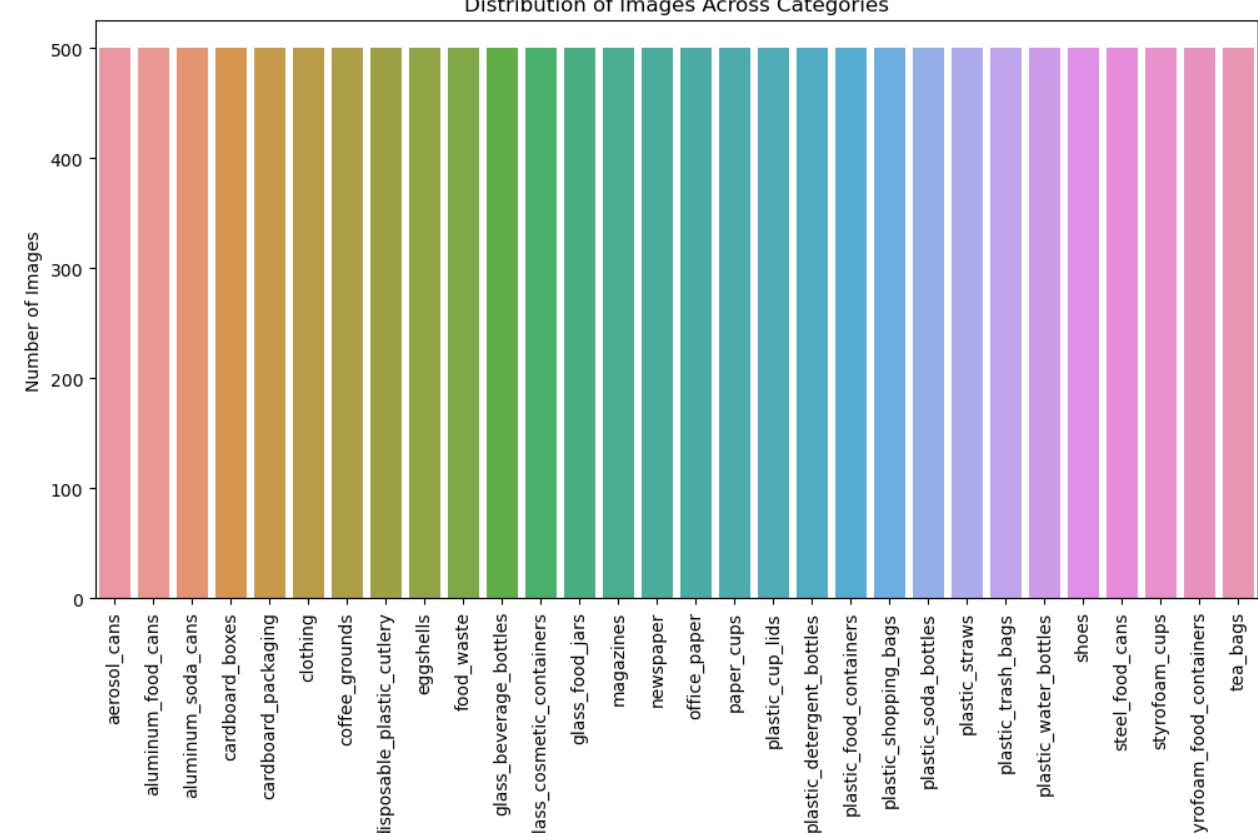 Distribution of Images Across Categories
Number of Images
500
400
300
200
100
0
aerosol_cans
aluminum_food_cans
aluminum_soda_cans
cardboard_boxes
cardboard_packaging
clothing
coffee_grounds
disposable_plastic_cutlery
eggshells
food_waste
glass_beverage_bottles
lass_cosmetic_containers
glass_food_jars
magazines
newspaper
office_paper
paper_cups
plastic_cup_lids
plastic_detergent_bottles
plastic_food_containers
plastic_shopping_bags
plastic_soda_bottles
plastic_straws
plastic_trash_bags
plastic_water_bottles
shoes
steel_food_cans
styrofoam_cups
yrofoam_food_containers
tea_bags